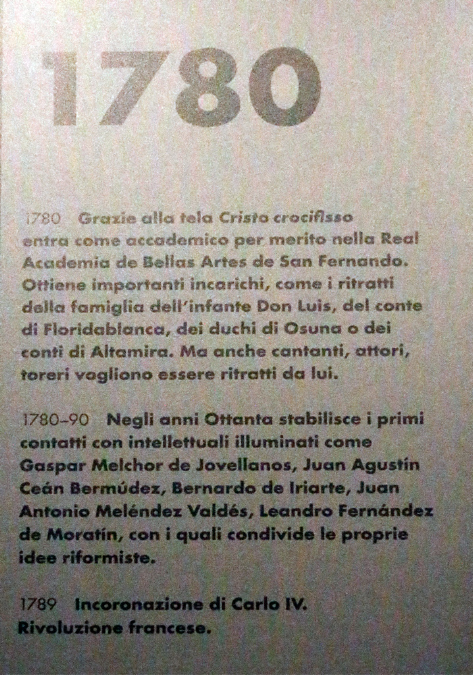 1780
1780 Grazie alla tela Cristo crocifisso
entra come accademico per merito nella Real
Academia de Bellas Artes de San Fernando.
Ottiene importanti incarichi, come i ritratti
della famiglia dell'infante Don Luis, del conte
di Floridablanca, dei duchi di Osuna o dei
conti di Altamira. Ma anche cantanti, attori,
toreri vogliono essere ritratti da lui.
1780–90 Negli anni Ottanta stabilisce i primi
contatti con intellettuali illuminati come
Gaspar Melchor de Jovellanos, Juan Agustín
Ceán Bermúdez, Bernardo de Iriarte, Juan
Antonio Meléndez Valdés, Leandro Fernández
de Moratín, con i quali condivide le proprie
idee riformiste.
1789 Incoronazione di Carlo IV.
Rivoluzione francese.